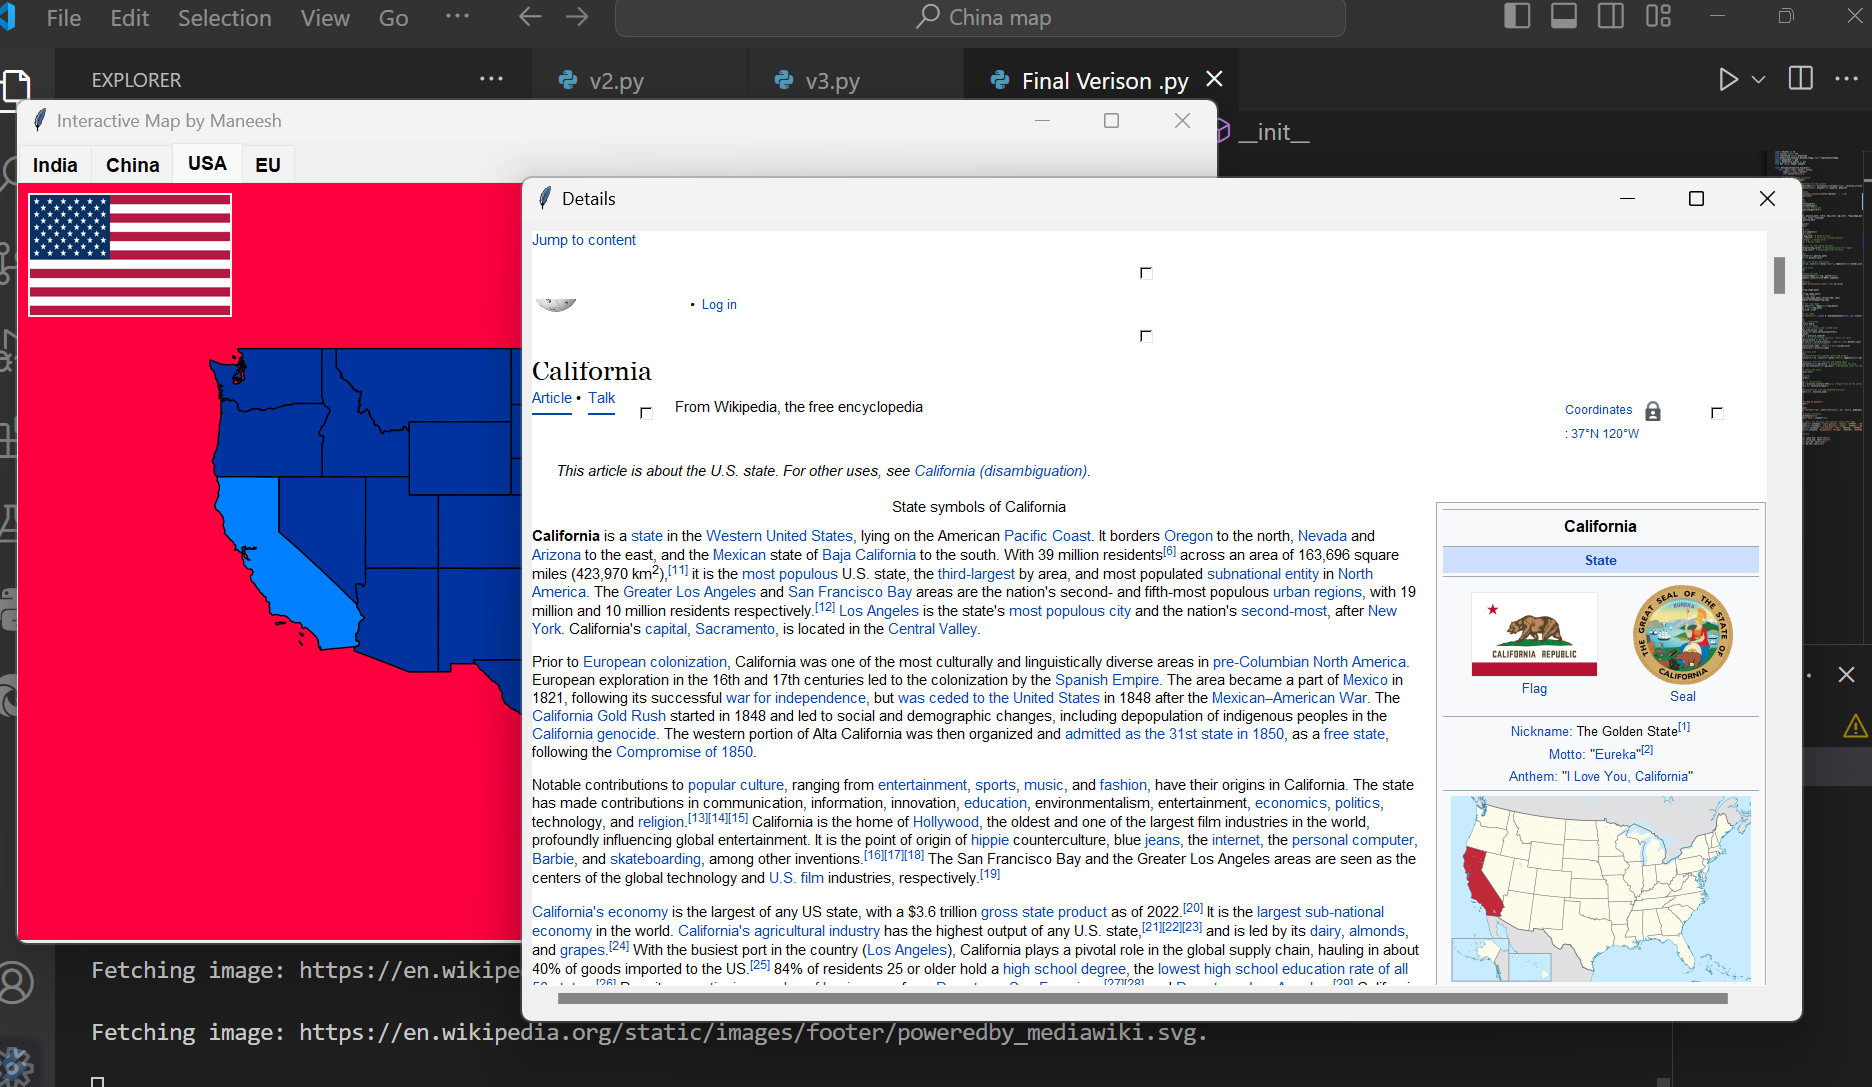 File Edit Selection View Go ...
China map
EXPLORER ...
v2.py
v3.py
Final Verison .py
__init__
Interactive Map by Maneesh
India China USA EU
Details
Jump to content
• Log in
California
Article • Talk
From Wikipedia, the free encyclopedia
Coordinates
: 37°N 120°W
This article is about the U.S. state. For other uses, see California (disambiguation).
State symbols of California
California is a state in the Western United States, lying on the American Pacific Coast. It borders Oregon to the north, Nevada and
Arizona to the east, and the Mexican state of Baja California to the south. With 39 million residents[6] across an area of 163,696 square
miles (423,970 km2),[11] it is the most populous U.S. state, the third-largest by area, and most populated subnational entity in North
America. The Greater Los Angeles and San Francisco Bay areas are the nation's second- and fifth-most populous urban regions, with 19
million and 10 million residents respectively.[12] Los Angeles is the state's most populous city and the nation's second-most, after New
York. California's capital, Sacramento, is located in the Central Valley.
Prior to European colonization, California was one of the most culturally and linguistically diverse areas in pre-Columbian North America.
European exploration in the 16th and 17th centuries led to the colonization by the Spanish Empire. The area became a part of Mexico in
1821, following its successful war for independence, but was ceded to the United States in 1848 after the Mexican–American War. The
California Gold Rush started in 1848 and led to social and demographic changes, including depopulation of indigenous peoples in the
California genocide. The western portion of Alta California was then organized and admitted as the 31st state in 1850, as a free state,
following the Compromise of 1850.
Notable contributions to popular culture, ranging from entertainment, sports, music, and fashion, have their origins in California. The state
has made contributions in communication, information, innovation, education, environmentalism, entertainment, economics, politics,
technology, and religion.[13][14][15] California is the home of Hollywood, the oldest and one of the largest film industries in the world,
profoundly influencing global entertainment. It is the point of origin of hippie counterculture, blue jeans, the internet, the personal computer,
Barbie, and skateboarding, among other inventions.[16][17][18] The San Francisco Bay and the Greater Los Angeles areas are seen as the
centers of the global technology and U.S. film industries, respectively.[19]
California's economy is the largest of any US state, with a $3.6 trillion gross state product as of 2022.[20] It is the largest sub-national
economy in the world. California's agricultural industry has the highest output of any U.S. state,[21][22][23] and is led by its dairy, almonds,
and grapes.[24] With the busiest port in the country (Los Angeles), California plays a pivotal role in the global supply chain, hauling in about
40% of goods imported to the US.[25] 84% of residents 25 or older hold a high school degree, the lowest high school education rate of all
California
State
CALIFORNIA REPUBLIC
THE GREAT SEAL OF THE STATE OF CALIFORNIA
EUREKA
Flag
Seal
Nickname: The Golden State[1]
Motto: "Eureka"[2]
Anthem: "I Love You, California"
Fetching image: https://en.wikipe
Fetching image: https://en.wikipedia.org/static/images/footer/poweredby_mediawiki.svg.